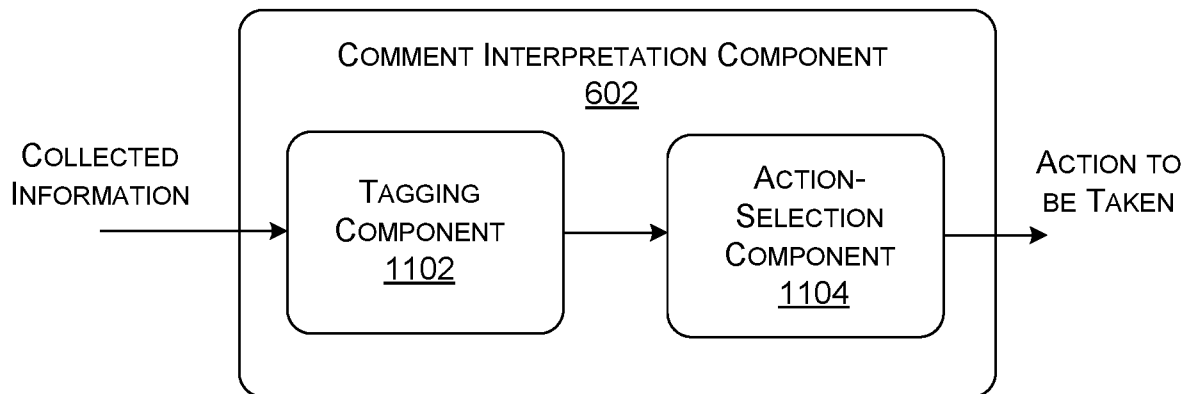 COMMENT INTERPRETATION COMPONENT
602
COLLECTED
INFORMATION
TAGGING
COMPONENT
1102
ACTION-
SELECTION
COMPONENT
1104
ACTION TO
BE TAKEN